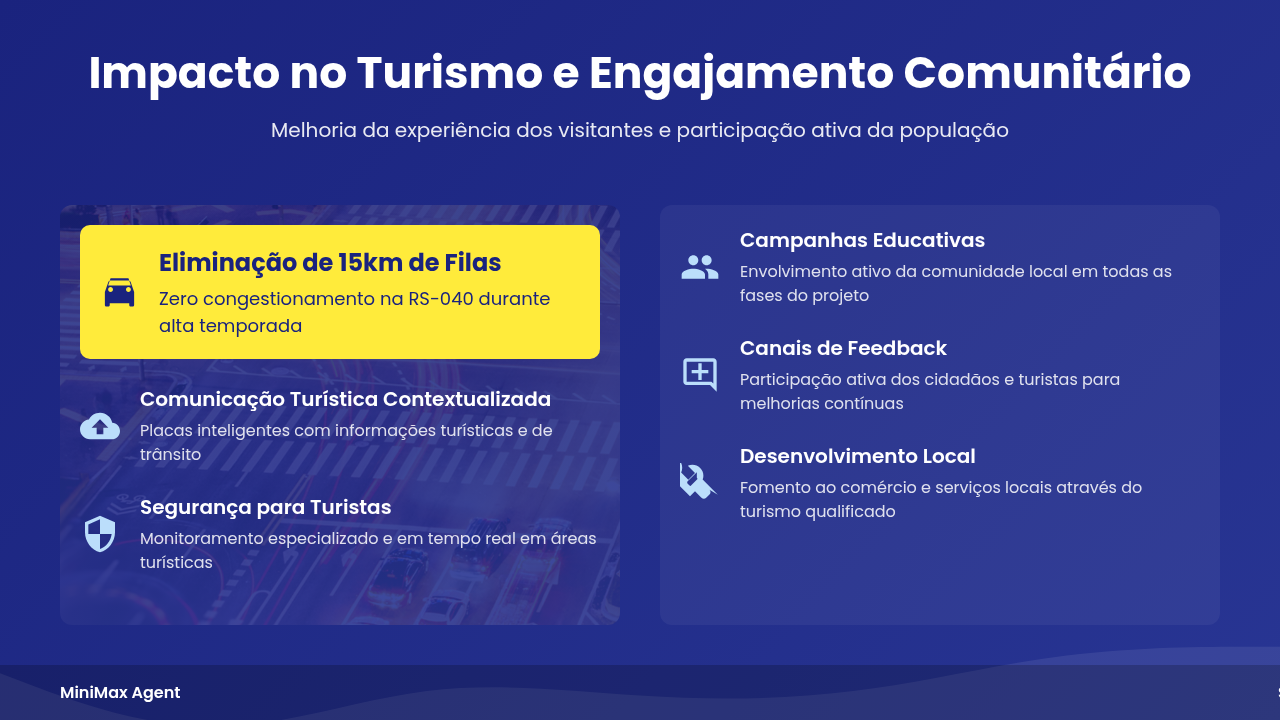 Impacto no Turismo e Engajamento Comunitário
Melhoria da experiência dos visitantes e participação ativa da população
Eliminação de 15km de Filas
Zero congestionamento na RS-040 durante
alta temporada
Comunicação Turística Contextualizada
Placas inteligentes com informações turísticas e de
trânsito
Segurança para Turistas
Monitoramento especializado e em tempo real em áreas
turísticas
Campanhas Educativas
Envolvimento ativo da comunidade local em todas as
fases do projeto
Canais de Feedback
Participação ativa dos cidadãos e turistas para
melhorias contínuas
Desenvolvimento Local
Fomento ao comércio e serviços locais através do
turismo qualificado
MiniMax Agent